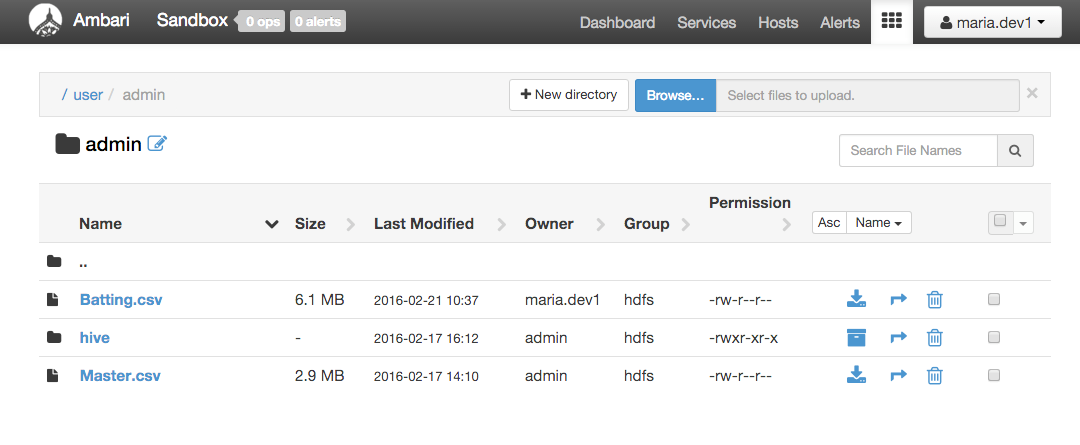 Ambari Sandbox 0 ops 0 alerts Dashboard Services Hosts Alerts maria.dev1
/ user / admin + New directory Browse... Select files to upload. ×
admin
Search File Names
Name Size Last Modified Owner Group Permission Asc Name
..
Batting.csv 6.1 MB 2016-02-21 10:37 maria.dev1 hdfs -rw-r--r--
hive - 2016-02-17 16:12 admin hdfs -rwxr-xr-x
Master.csv 2.9 MB 2016-02-17 14:10 admin hdfs -rw-r--r--